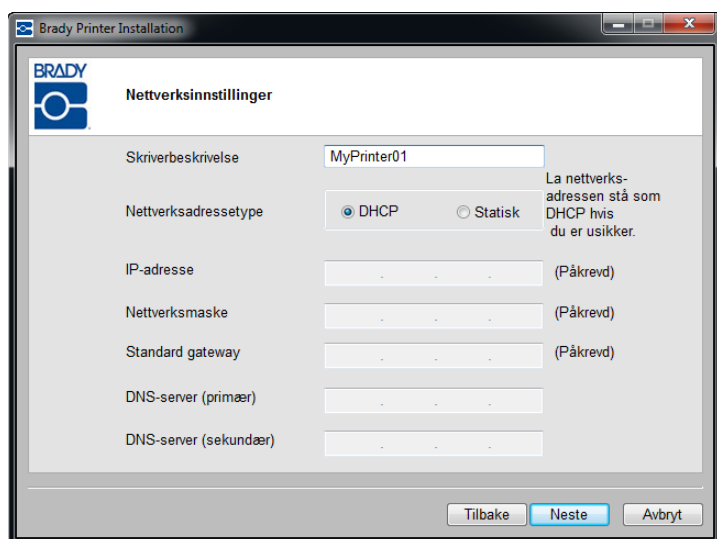 Brady Printer Installation
BRADY
Nettverksinnstillinger
Skriverbeskrivelse MyPrinter01
Nettverksadressetype DHCP Statisk
La nettverks-
adressen stå som
DHCP hvis
du er usikker.
IP-adresse . . . (Påkrevd)
Nettverksmaske . . . (Påkrevd)
Standard gateway . . . (Påkrevd)
DNS-server (primær) . . .
DNS-server (sekundær) . . .
Tilbake Neste Avbryt